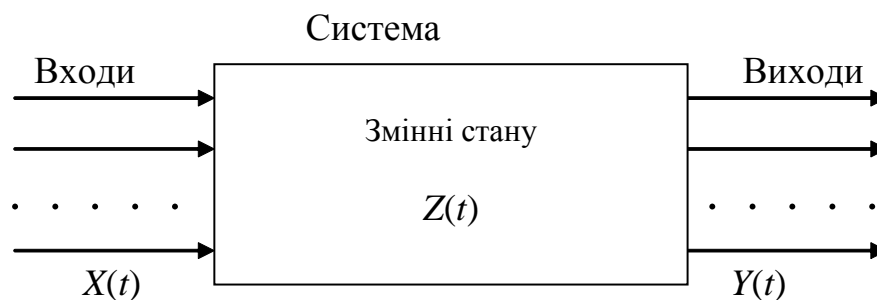 Система
Входи
Виходи
Змінні стану
. . . . .
Z(t)
. . . . .
X(t)
Y(t)